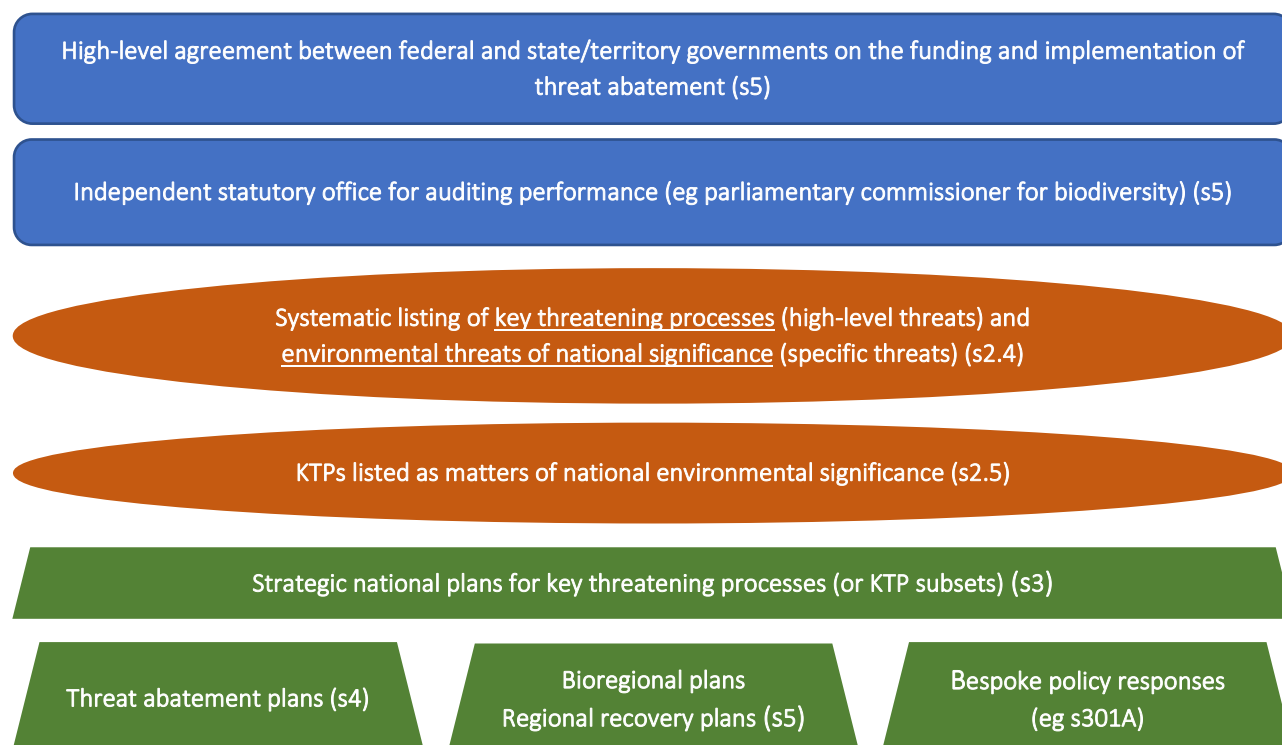 High-level agreement between federal and state/territory governments on the funding and implementation of
threat abatement (s5)
Independent statutory office for auditing performance (eg parliamentary commissioner for biodiversity) (s5)
Systematic listing of key threatening processes (high-level threats) and
environmental threats of national significance (specific threats) (s2.4)
KTPs listed as matters of national environmental significance (s2.5)
Strategic national plans for key threatening processes (or KTP subsets) (s3)
Threat abatement plans (s4)
Bioregional plans
Regional recovery plans (s5)
Bespoke policy responses
(eg s301A)